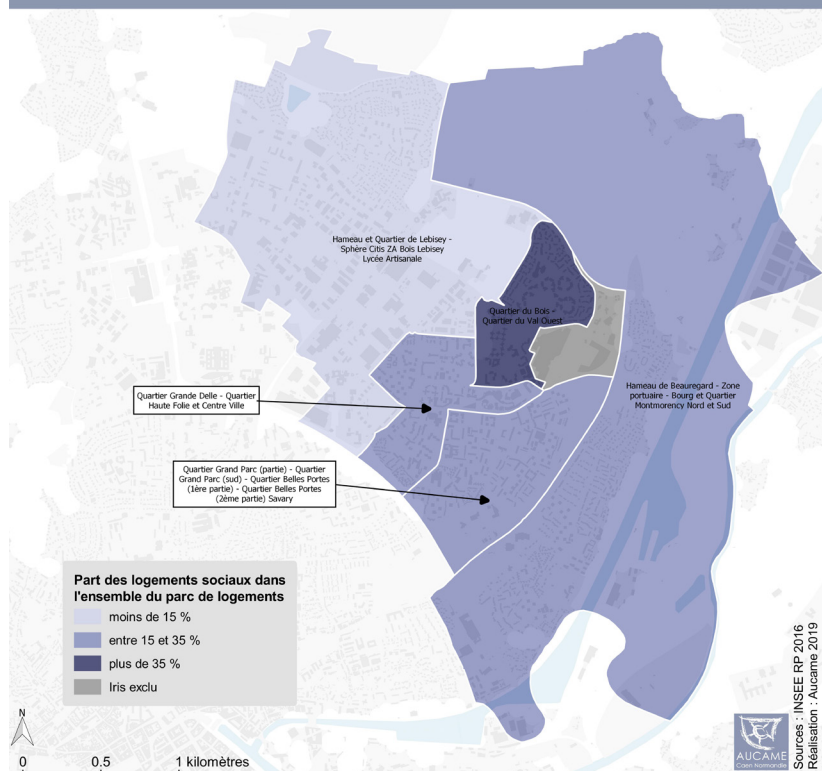 Hameau et Quartier de Lebisey -
Sphère Citis ZA Bois Lebisey
Lycée Artisanale
Quartier du Bois -
Quartier du Val Ouest
Quartier Grande Delle - Quartier
Haute Folie et Centre Ville
Hameau de Beauregard - Zone
portuaire - Bourg et Quartier
Montmorency Nord et Sud
Quartier Grand Parc (partie) - Quartier
Grand Parc (sud) - Quartier Belles Portes
(1ère partie) - Quartier Belles Portes
(2ème partie) Savary
Part des logements sociaux dans
l'ensemble du parc de logements
moins de 15 %
entre 15 et 35 %
plus de 35 %
Iris exclu
N
0 0.5 1 kilomètres
AUCAME
Caen Normandie
Sources : INSEE RP 2016
Réalisation : Aucame 2019